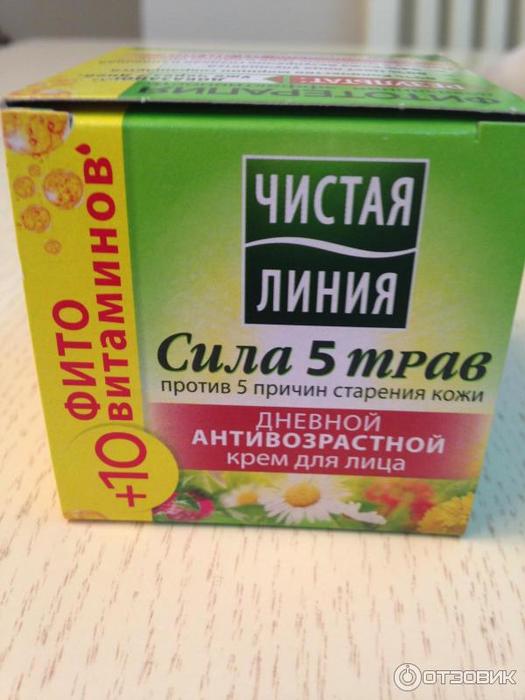 ФИТОТЕРАПИЯ
РЕЗУЛЬТАТ:
ЧИСТАЯ
ЛИНИЯ
Сила 5 трав
против 5 причин старения кожи
ДНЕВНОЙ
АНТИВОЗРАСТНОЙ
крем для лица
+10 ФИТО
витаминов
ОТЗОВИК